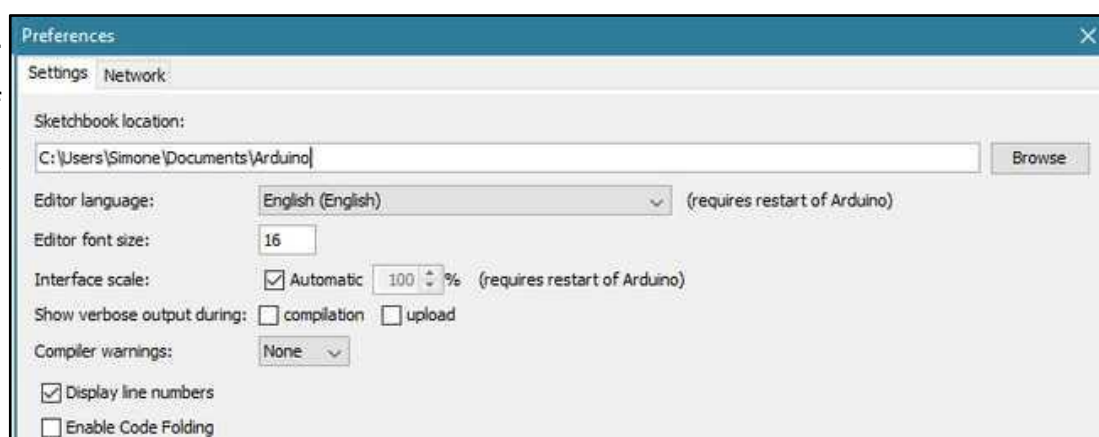 Preferences
Settings Network
Sketchbook location:
C:\Users\Simone\Documents\Arduino Browse
Editor language: English (English) (requires restart of Arduino)
Editor font size: 16
Interface scale: Automatic 100 % (requires restart of Arduino)
Show verbose output during: compilation upload
Compiler warnings: None
Display line numbers
Enable Code Folding